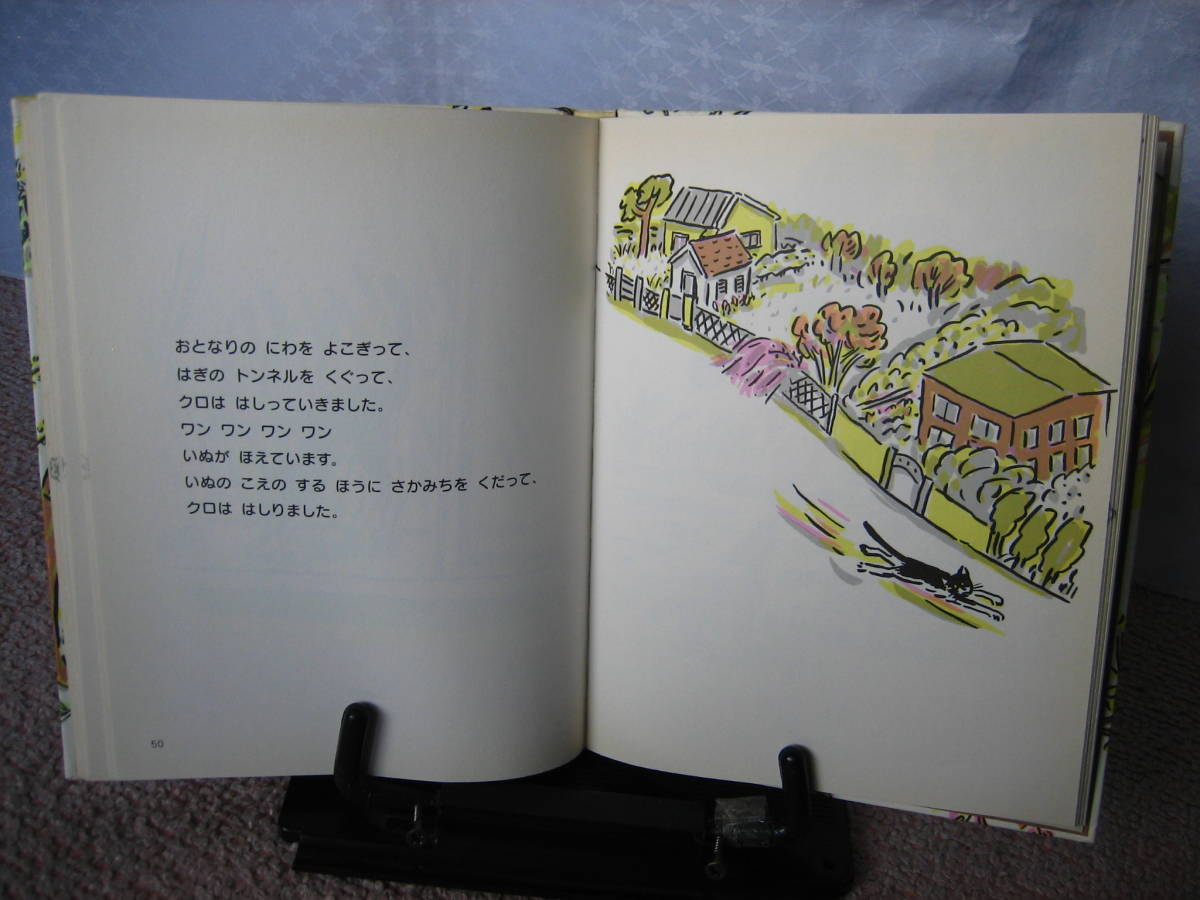 おとなりの にわを よこぎって、
はぎの トンネルを くぐって、
クロは はしっていきました。
ワン ワン ワン ワン
いぬが ほえています。
いぬの こえの する ほうに さかみちを くだって、
クロは はしりました。
50